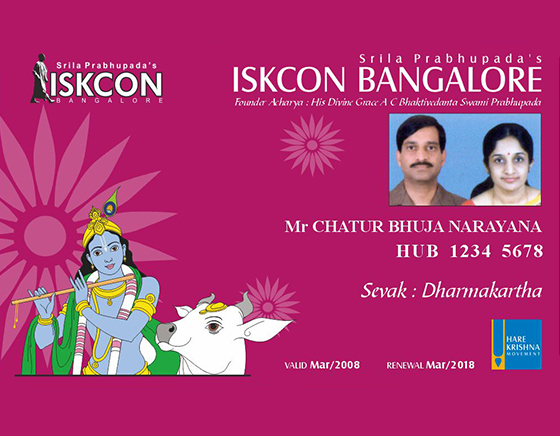 Srila Prabhupada's
ISKCON
BANGALORE
Srila Prabhupada's
ISKCON BANGALORE
Founder Acharya : His Divine Grace A C Bhaktivedanta Swami Prabhupada
Mr CHATUR BHUJA NARAYANA
HUB 1234 5678
Sevak : Dharmakartha
HARE
KRISHNA
MOVEMENT
VALID Mar/2008 RENEWAL Mar/2018